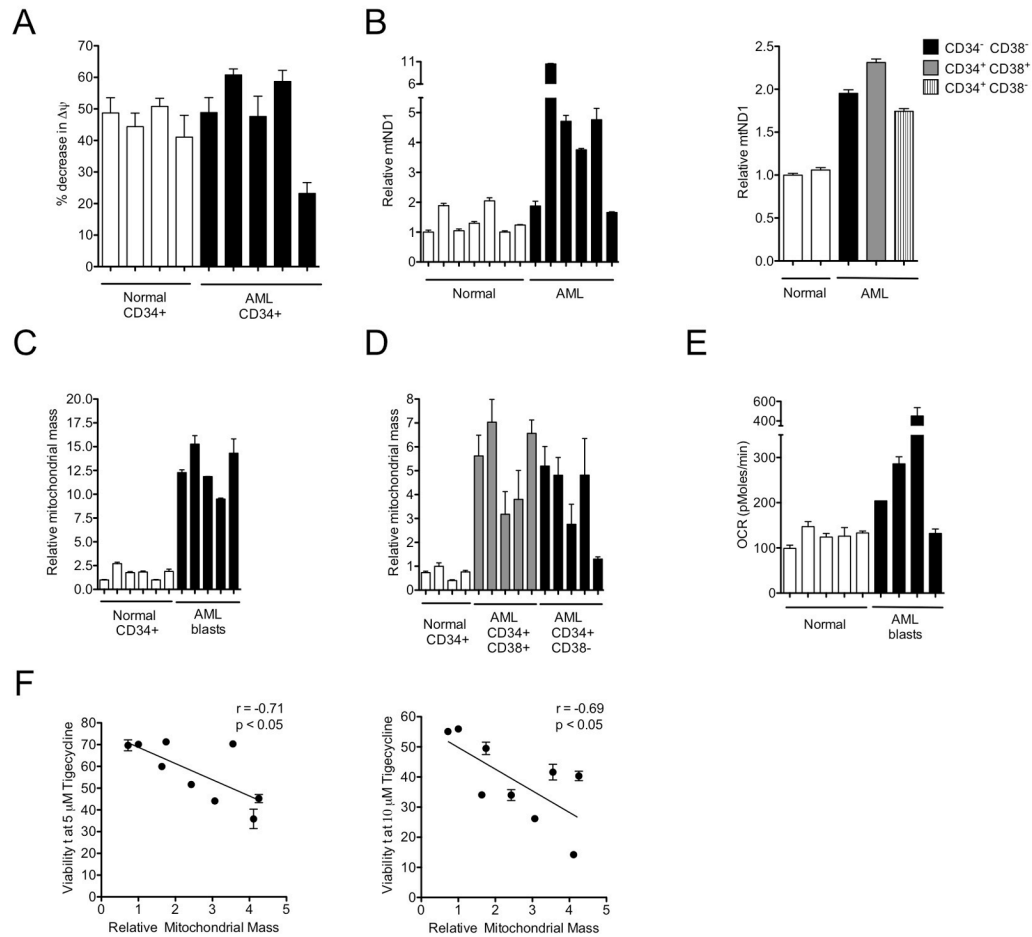 A
% decrease in Δψ
70
60
50
40
30
20
10
0
Normal
CD34+
AML
CD34+
B
Relative mtND1
11
6
5
4
3
2
1
0
Normal
AML
Relative mtND1
2.5
2.0
1.5
1.0
0.5
0.0
Normal
AML
CD34- CD38-
CD34+ CD38+
CD34+ CD38-
C
Relative mitochondrial mass
20.0
17.5
15.0
12.5
10.0
7.5
5.0
2.5
0.0
Normal
CD34+
AML
blasts
D
Relative mitochondrial mass
8
7
6
5
4
3
2
1
0
Normal
CD34+
AML
CD34+
CD38+
AML
CD34+
CD38-
E
OCR (pMoles/min)
600
400
300
200
100
0
Normal
AML
blasts
F
r = -0.71
p < 0.05
Viability t at 5 μM Tigecycline
80
70
60
50
40
30
20
10
0
0 1 2 3 4 5
Relative Mitochondrial Mass
r = -0.69
p < 0.05
Viability t at 10 μM Tigecycline
60
50
40
30
20
10
0
0 1 2 3 4 5
Relative Mitochondrial Mass